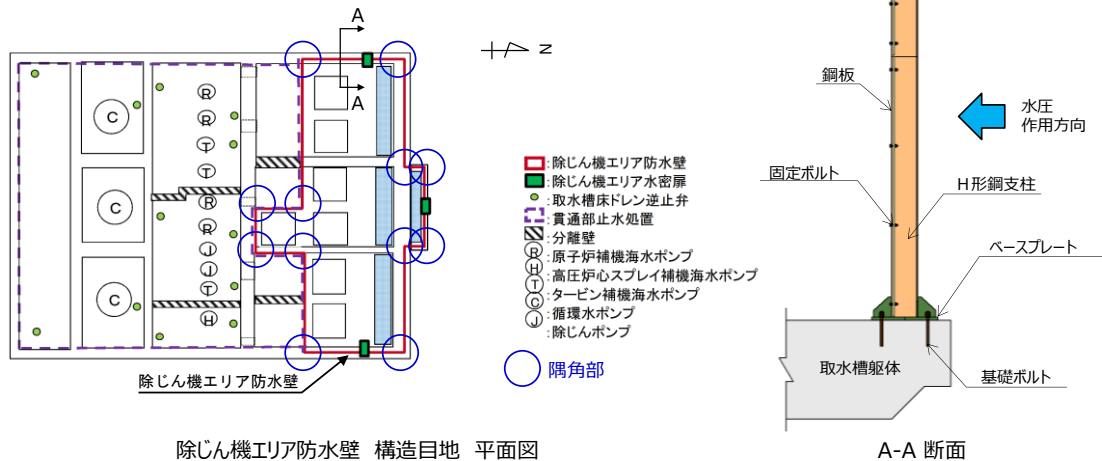 A
A
N
C
C
C
R
R
T
T
R
R
J
J
T
H
除じん機エリア防水壁
:除じん機エリア防水壁
:除じん機エリア水密扉
:取水槽床ドレン逆止弁
:貫通部止水処置
:分離壁
R :原子炉補機海水ポンプ
H :高圧炉心スプレイ補機海水ポンプ
T :タービン補機海水ポンプ
C :循環水ポンプ
J :除じんポンプ
隅角部
鋼板
水圧
作用方向
固定ボルト
H形鋼支柱
ベースプレート
取水槽躯体
基礎ボルト
除じん機エリア防水壁 構造目地 平面図
A-A 断面